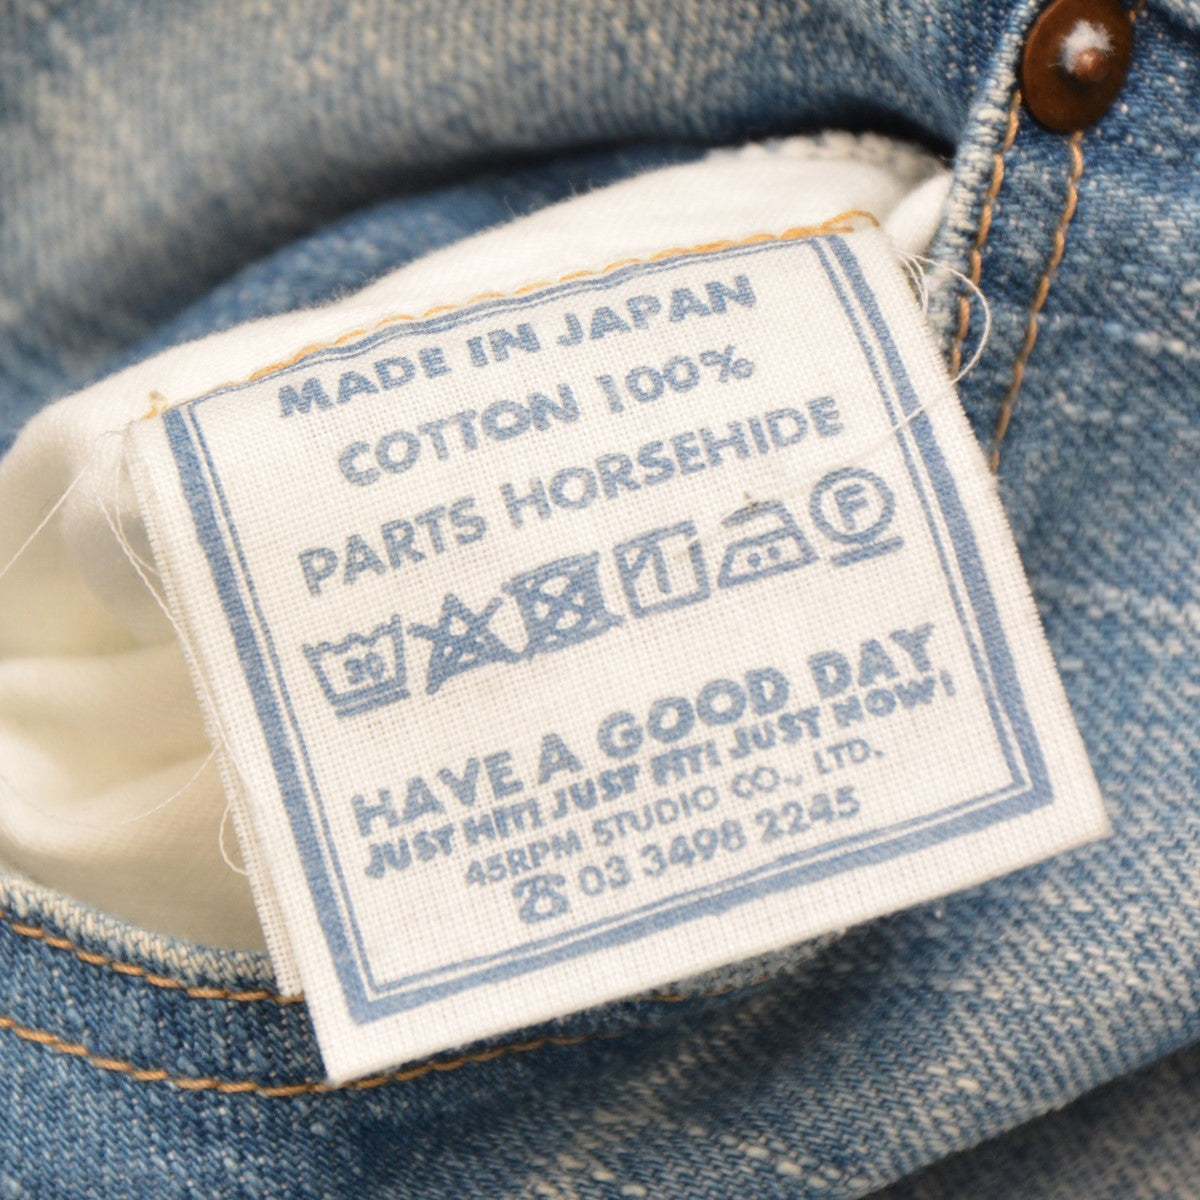 MADE IN JAPAN
COTTON 100%
PARTS HORSEHIDE
30 F
HAVE A GOOD DAY
JUST HIT! JUST FIT! JUST NOW!
45RPM STUDIO CO., LTD.
☎ 03 3498 2245